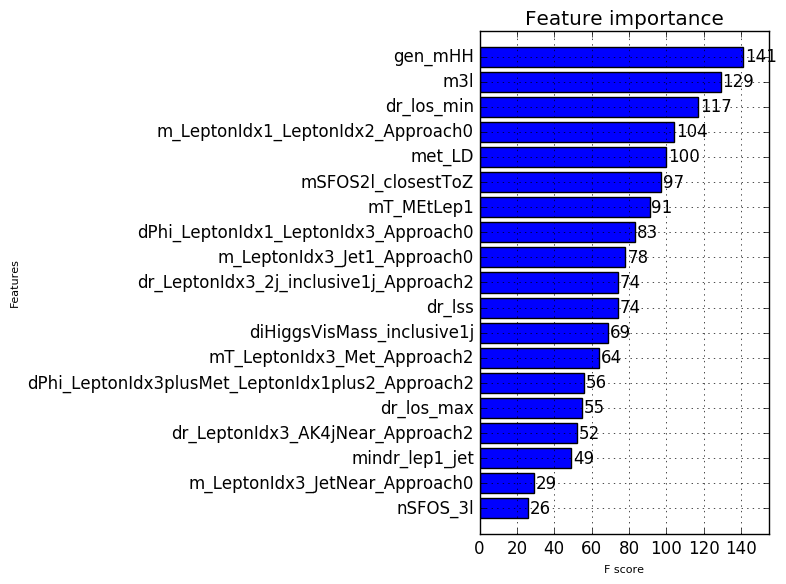 Feature importance
Features
gen_mHH 141
m3l 129
dr_los_min 117
m_LeptonIdx1_LeptonIdx2_Approach0 104
met_LD 100
mSFOS2l_closestToZ 97
mT_MEtLep1 91
dPhi_LeptonIdx1_LeptonIdx3_Approach0 83
m_LeptonIdx3_Jet1_Approach0 78
dr_LeptonIdx3_2j_inclusive1j_Approach2 74
dr_lss 74
diHiggsVisMass_inclusive1j 69
mT_LeptonIdx3_Met_Approach2 64
dPhi_LeptonIdx3plusMet_LeptonIdx1plus2_Approach2 56
dr_los_max 55
dr_LeptonIdx3_AK4jNear_Approach2 52
mindr_lep1_jet 49
m_LeptonIdx3_JetNear_Approach0 29
nSFOS_3l 26
0 20 40 60 80 100 120 140
F score